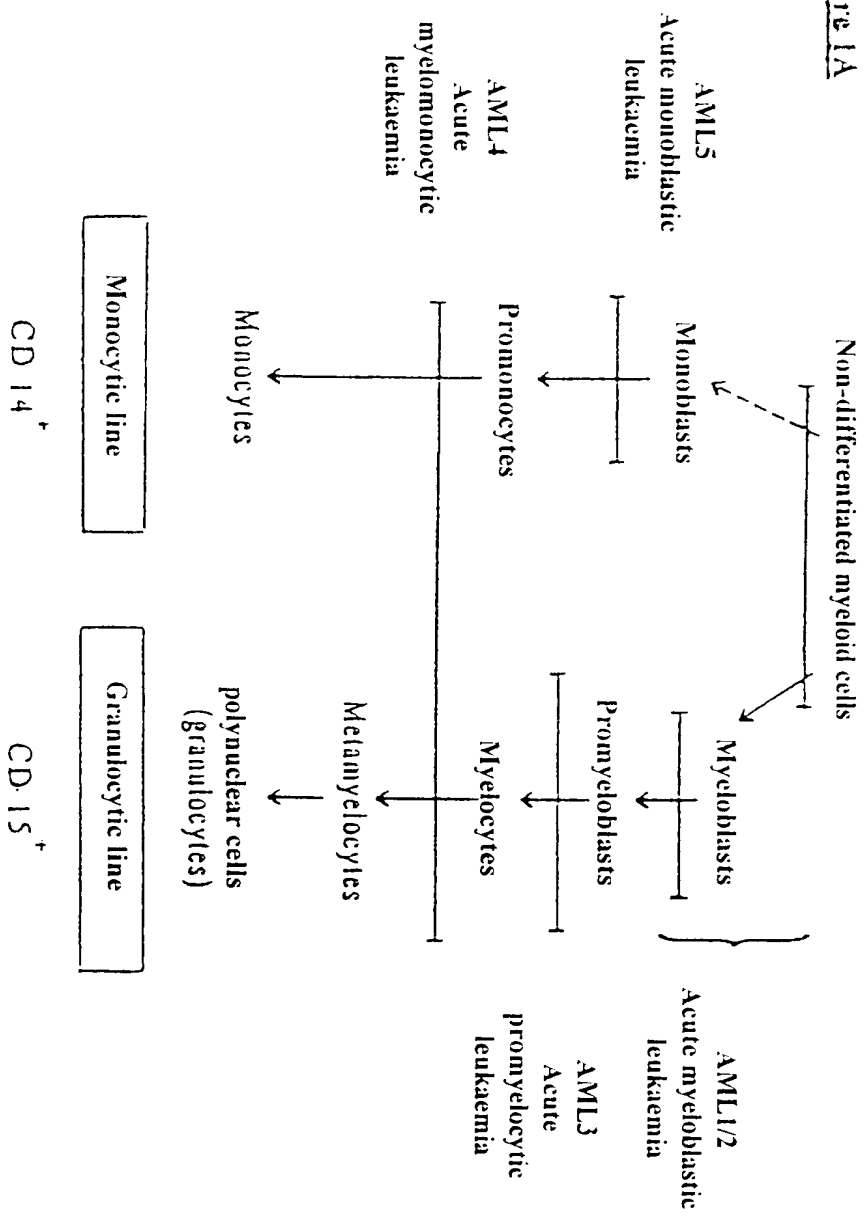 re 1A
Non-differentiated myeloid cells
AML5
Acute monoblastic
leukaemia
Monoblasts
Myeloblasts
AML1/2
Acute myeloblastic
leukaemia
AML4
Acute
myelomonocytic
leukaemia
Promonocytes
Promyeloblasts
AML3
Acute
promyelocytic
leukaemia
Myelocytes
Monocytes
Metamyelocytes
polynuclear cells
(granulocytes)
Monocytic line
Granulocytic line
CD 14+
CD.15+